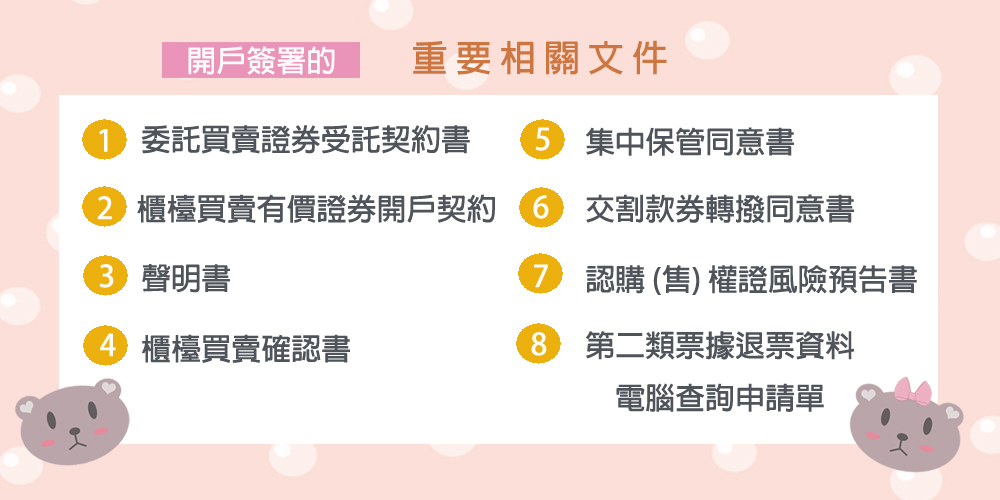 開戶簽署的 重要相關文件
1 委託買賣證券受託契約書
2 櫃檯買賣有價證券開戶契約
3 聲明書
4 櫃檯買賣確認書
5 集中保管同意書
6 交割款券轉撥同意書
7 認購(售)權證風險預告書
8 第二類票據退票資料
電腦查詢申請單